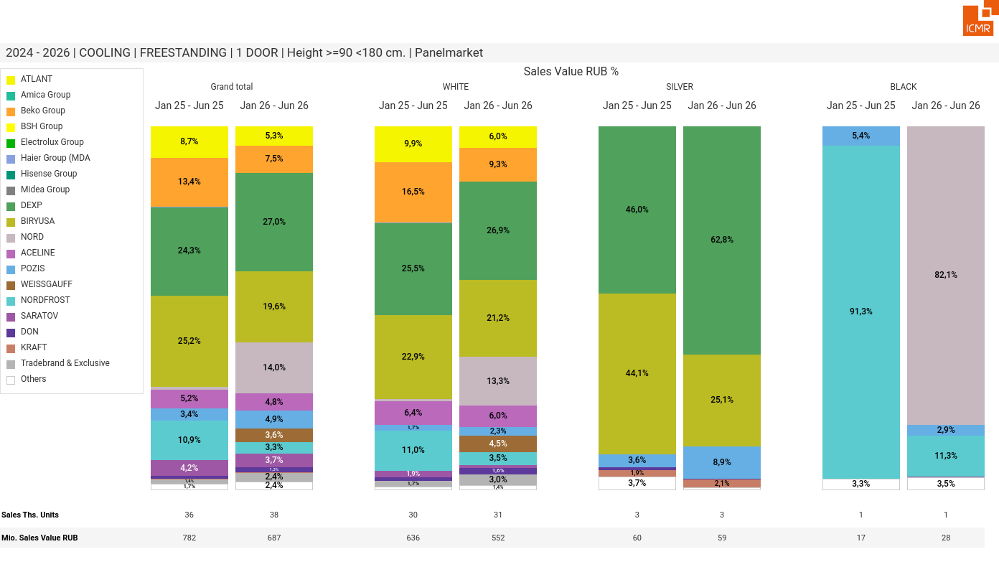 ICMR
2024 - 2026 | COOLING | FREESTANDING | 1 DOOR | Height >=90 <180 cm. | Panelmarket
Sales Value RUB %
Grand total WHITE SILVER BLACK
Jan 25 - Jun 25 Jan 26 - Jun 26 Jan 25 - Jun 25 Jan 26 - Jun 26 Jan 25 - Jun 25 Jan 26 - Jun 26 Jan 25 - Jun 25 Jan 26 - Jun 26
ATLANT
Amica Group
Beko Group
BSH Group
Electrolux Group
Haier Group (MDA
Hisense Group
Midea Group
DEXP
BIRYUSA
NORD
ACELINE
POZIS
WEISSGAUFF
NORDFROST
SARATOV
DON
KRAFT
Tradebrand & Exclusive
Others
8,7%
13,4%
24,3%
25,2%
5,2%
3,4%
10,9%
4,2%
1,4%
1,7%
5,3%
7,5%
27,0%
19,6%
14,0%
4,8%
4,9%
3,6%
3,3%
3,7%
1,3%
2,4%
2,4%
9,9%
16,5%
25,5%
22,9%
6,4%
1,7%
11,0%
1,9%
1,7%
6,0%
9,3%
26,9%
21,2%
13,3%
6,0%
2,3%
4,5%
3,5%
1,6%
3,0%
1,4%
46,0%
44,1%
3,6%
1,9%
3,7%
62,8%
25,1%
8,9%
2,1%
5,4%
91,3%
3,3%
82,1%
2,9%
11,3%
3,5%
Sales Ths. Units 36 38 30 31 3 3 1 1
Mio. Sales Value RUB 782 687 636 552 60 59 17 28